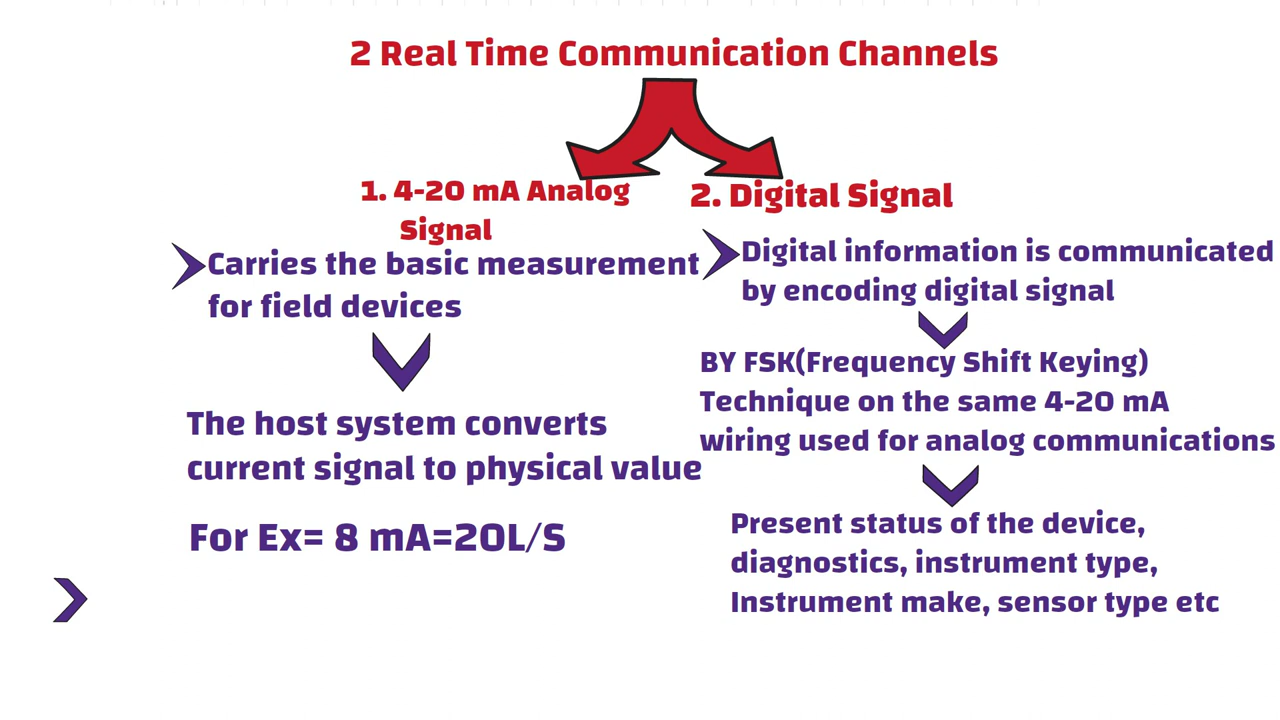 2 Real Time Communication Channels
1. 4-20 mA Analog
Signal
Carries the basic measurement
for field devices
The host system converts
current signal to physical value
For Ex= 8 mA=20L/S
2. Digital Signal
Digital information is communicated
by encoding digital signal
BY FSK(Frequency Shift Keying)
Technique on the same 4-20 mA
wiring used for analog communications
Present status of the device,
diagnostics, instrument type,
Instrument make, sensor type etc